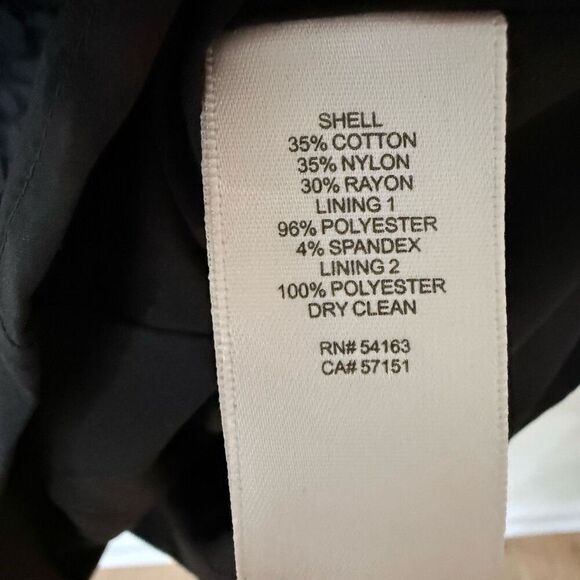 SHELL
35% COTTON
35% NYLON
30% RAYON
LINING 1
96% POLYESTER
4% SPANDEX
LINING 2
100% POLYESTER
DRY CLEAN
RN# 54163
CA# 57151